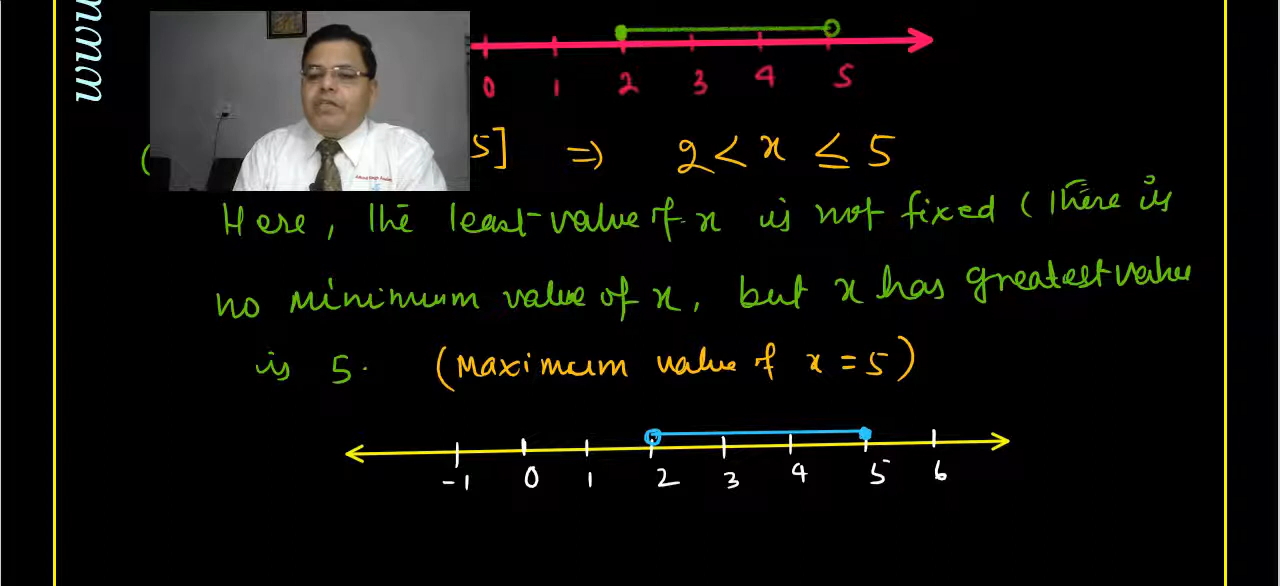 www
0 1 2 3 4 5
( 5] ⇒ 2 < x ≤ 5
Here, the least value of x is not fixed (there is
no minimum value of x, but x has greatest value
is 5. (Maximum value of x = 5)
-1 0 1 2 3 4 5 6